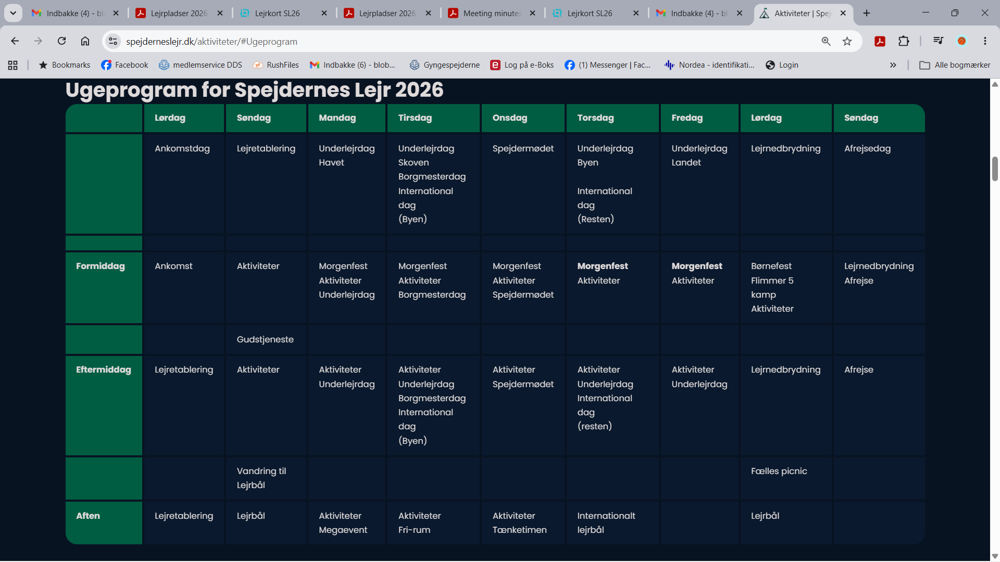 Indbakke (4) - bl
Lejrpladser 2026
Lejrkort SL26
Lejrpladser 2026
Meeting minutes
Lejrkort SL26
Indbakke (4) - bl
Aktiviteter | Spej
spejderneslejr.dk/aktiviteter/#Ugeprogram
Bookmarks
Facebook
medlemservice DDS
RushFiles
Indbakke (6) - blob...
Gyngespejderne
Log på e-Boks
(1) Messenger | Fac...
Nordea - identifikati...
Login
Alle bogmærker
Ugeprogram for Spejdernes Lejr 2026
Lørdag
Søndag
Mandag
Tirsdag
Onsdag
Torsdag
Fredag
Lørdag
Søndag
Ankomstdag
Lejretablering
Underlejrdag
Havet
Underlejrdag
Skoven
Borgmesterdag
International
dag
(Byen)
Spejdermødet
Underlejrdag
Byen
International
dag
(Resten)
Underlejrdag
Landet
Lejrnedbrydning
Afrejsedag
Formiddag
Ankomst
Aktiviteter
Morgenfest
Aktiviteter
Underlejrdag
Morgenfest
Aktiviteter
Borgmesterdag
Morgenfest
Aktiviteter
Spejdermødet
Morgenfest
Aktiviteter
Morgenfest
Aktiviteter
Børnefest
Flimmer 5
kamp
Aktiviteter
Lejrnedbrydning
Afrejse
Gudstjeneste
Eftermiddag
Lejretablering
Aktiviteter
Aktiviteter
Underlejrdag
Aktiviteter
Underlejrdag
Borgmesterdag
International
dag
(Byen)
Aktiviteter
Spejdermødet
Aktiviteter
Underlejrdag
International
dag
(resten)
Aktiviteter
Underlejrdag
Lejrnedbrydning
Afrejse
Vandring til
Lejrbål
Fælles picnic
Aften
Lejretablering
Lejrbål
Aktiviteter
Megaevent
Aktiviteter
Fri-rum
Aktiviteter
Tænketimen
Internationalt
lejrbål
Lejrbål